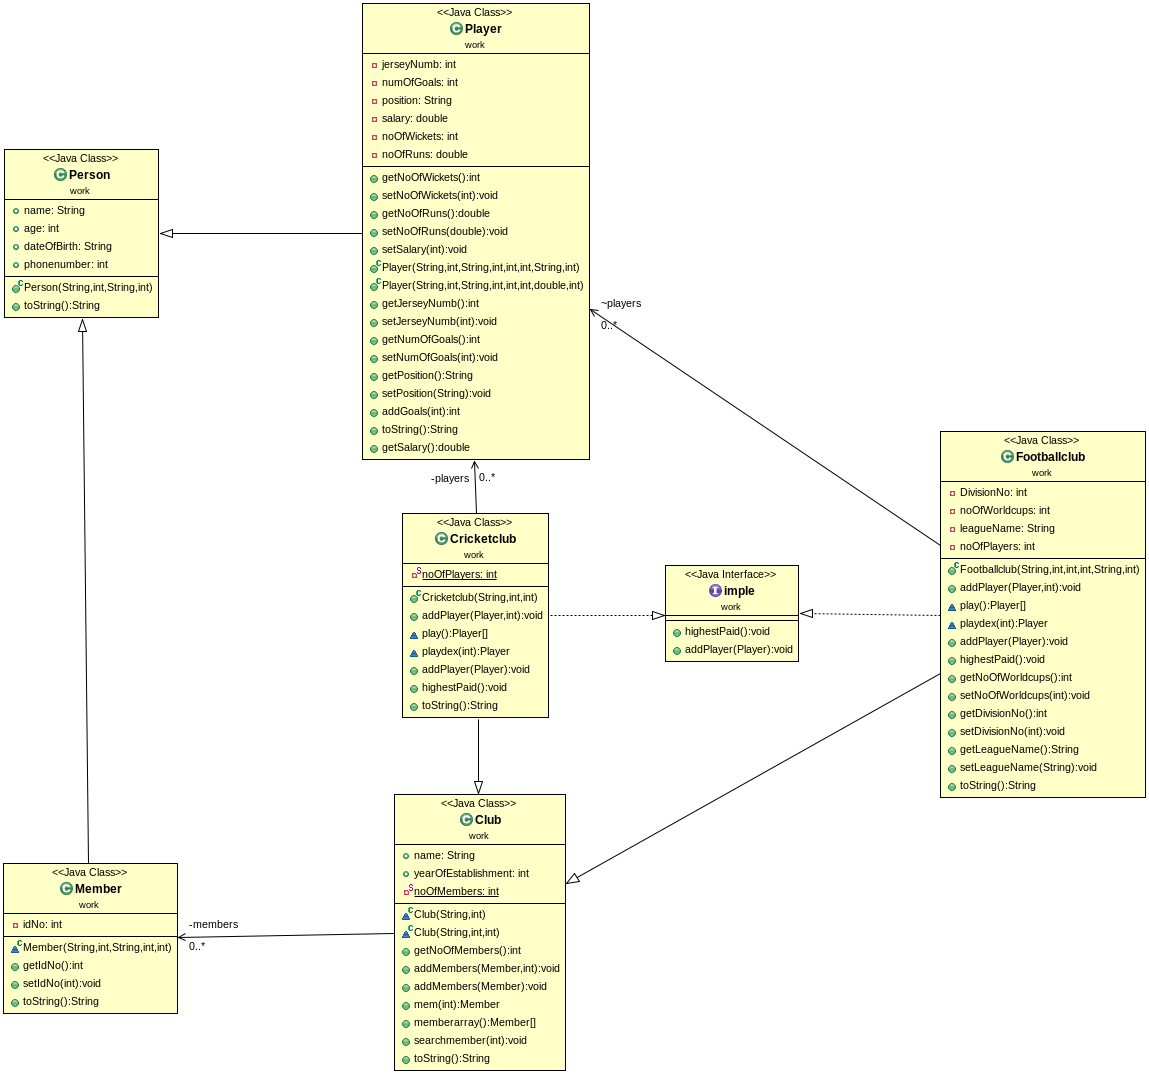 <<Java Class>>
Player
work
jerseyNumb: int
numOfGoals: int
position: String
salary: double
noOfWickets: int
noOfRuns: double
getNoOfWickets():int
setNoOfWickets(int):void
getNoOfRuns():double
setNoOfRuns(double):void
setSalary(int):void
Player(String,int,String,int,int,int,String,int)
Player(String,int,String,int,int,int,double,int)
getJerseyNumb():int
setJerseyNumb(int):void
getNumOfGoals():int
setNumOfGoals(int):void
getPosition():String
setPosition(String):void
addGoals(int):int
toString():String
getSalary():double
<<Java Class>>
Person
work
name: String
age: int
dateOfBirth: String
phonenumber: int
Person(String,int,String,int)
toString():String
~players
0..*
-players
0..*
<<Java Class>>
Footballclub
work
DivisionNo: int
noOfWorldcups: int
leagueName: String
noOfPlayers: int
Footballclub(String,int,int,int,String,int)
addPlayer(Player,int):void
play():Player[]
playdex(int):Player
addPlayer(Player):void
highestPaid():void
getNoOfWorldcups():int
setNoOfWorldcups(int):void
getDivisionNo():int
setDivisionNo(int):void
getLeagueName():String
setLeagueName(String):void
toString():String
<<Java Class>>
Cricketclub
work
noOfPlayers: int
Cricketclub(String,int,int)
addPlayer(Player,int):void
play():Player[]
playdex(int):Player
addPlayer(Player):void
highestPaid():void
toString():String
<<Java Interface>>
imple
work
highestPaid():void
addPlayer(Player):void
<<Java Class>>
Club
work
name: String
yearOfEstablishment: int
noOfMembers: int
Club(String,int)
Club(String,int,int)
getNoOfMembers():int
addMembers(Member,int):void
addMembers(Member):void
mem(int):Member
memberarray():Member[]
searchmember(int):void
toString():String
<<Java Class>>
Member
work
idNo: int
Member(String,int,String,int,int)
getIdNo():int
setIdNo(int):void
toString():String
-members
0..*